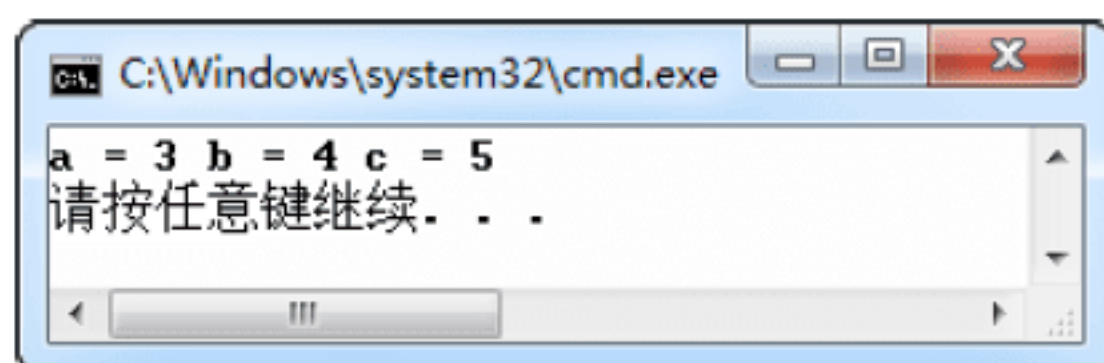 C:\Windows\system32\cmd.exe
a = 3 b = 4 c = 5
请按任意键继续. . .